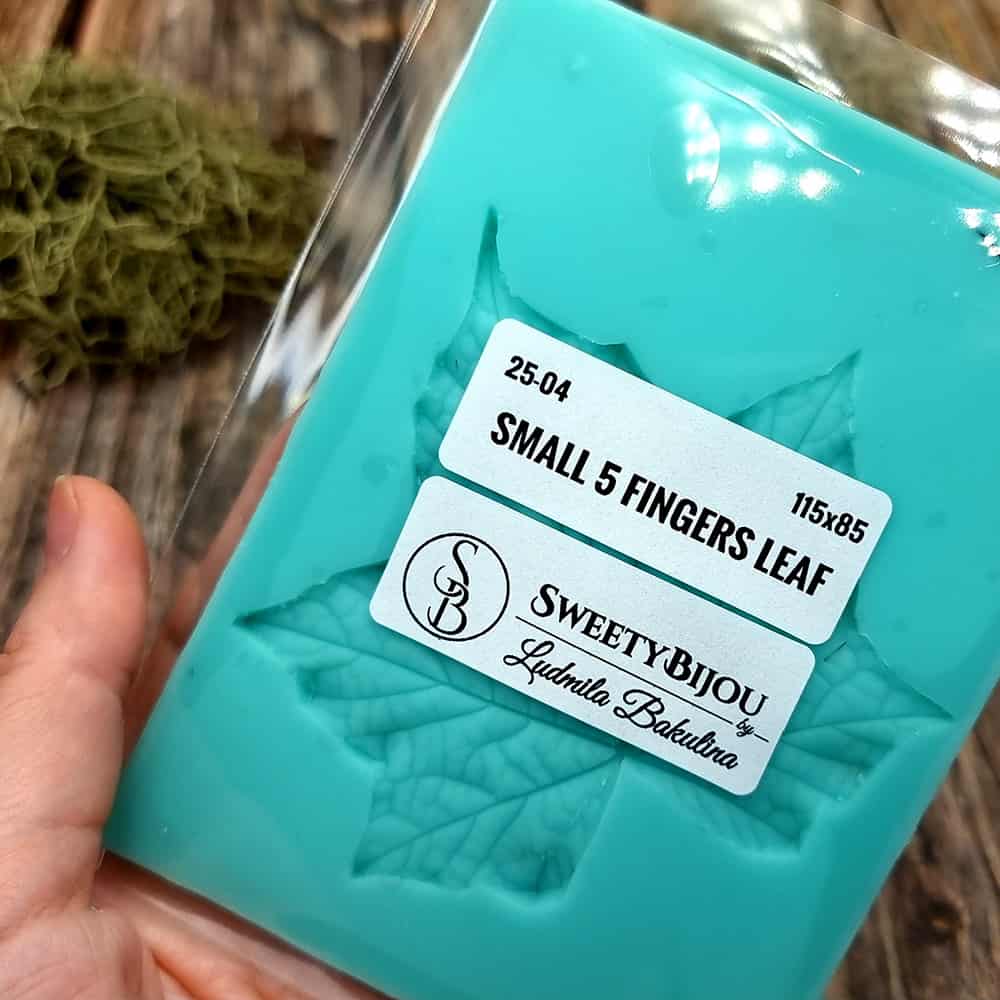 25-04
SMALL 5 FINGERS LEAF
115x85
SB
SWEETYBIJOU
by
Ludmila Bakulina